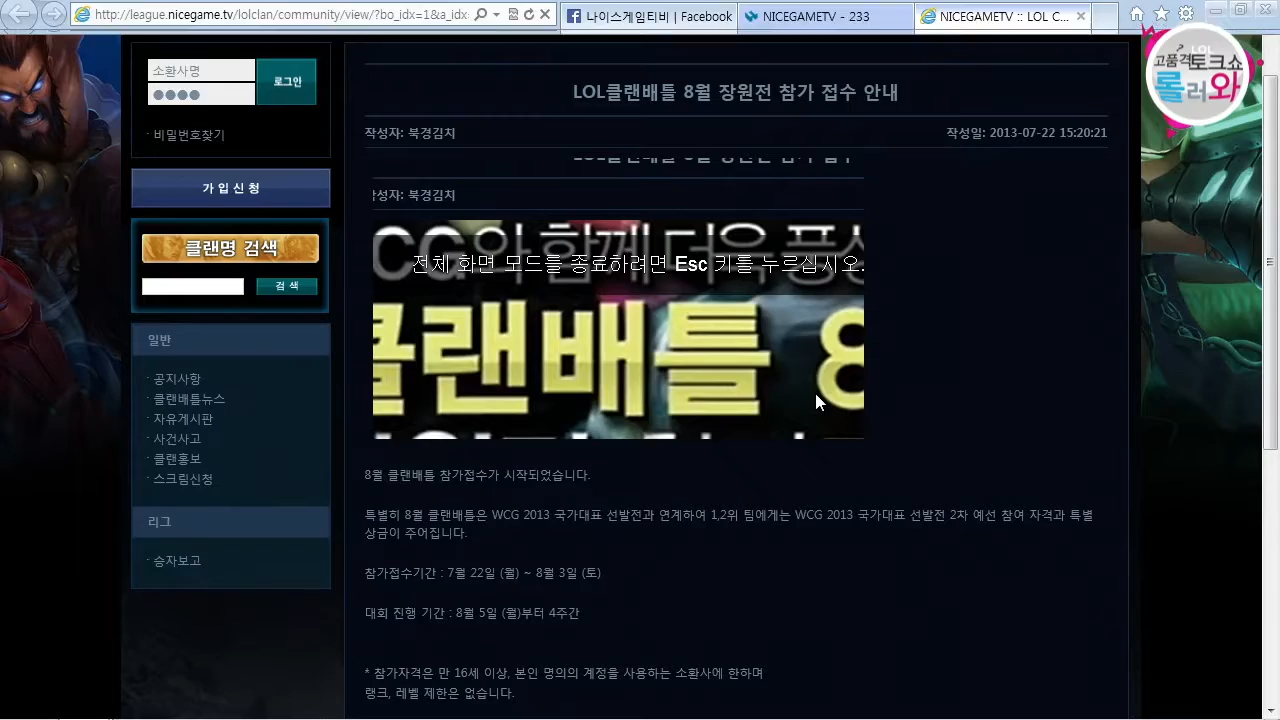 http://league.nicegame.tv/lolclan/community/view/?bo_idx=1&a_idx
나이스게임티비 | Facebook
NICEGAMETV - 233
NICEGAMETV :: LOL C...
LOL
고품격토크쇼
롤러와
소환사명
로그인
· 비밀번호찾기
가 입 신 청
클랜명 검색
검 색
일반
· 공지사항
· 클랜배틀뉴스
· 자유게시판
· 사건사고
· 클랜홍보
· 스크림신청
리그
· 승자보고
LOL클랜배틀 8월 정원전 참가 접수 안내
작성자: 북경김치
작성일: 2013-07-22 15:20:21
작성자: 북경김치
CG와 함께 더욱 풍성
전체 화면 모드를 종료하려면 Esc 키를 누르십시오.
클랜배틀 8
8월 클랜배틀 참가접수가 시작되었습니다.
특별히 8월 클랜배틀은 WCG 2013 국가대표 선발전과 연계하여 1,2위 팀에게는 WCG 2013 국가대표 선발전 2차 예선 참여 자격과 특별
상금이 주어집니다.
참가접수기간 : 7월 22일 (월) ~ 8월 3일 (토)
대회 진행 기간 : 8월 5일 (월)부터 4주간
* 참가자격은 만 16세 이상, 본인 명의의 계정을 사용하는 소환사에 한하며
랭크, 레벨 제한은 없습니다.